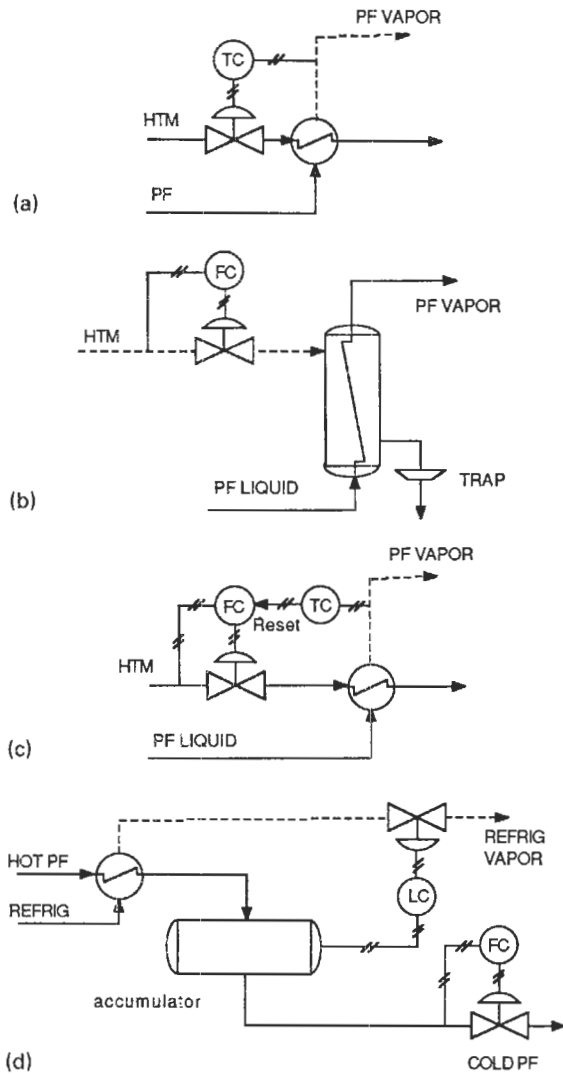 PF VAPOR
TC
HTM
PF
(a)
FC
PF VAPOR
HTM
TRAP
PF LIQUID
(b)
PF VAPOR
FC
TC
Reset
HTM
PF LIQUID
(c)
HOT PF
REFRIG
VAPOR
REFRIG
LC
FC
accumulator
COLD PF
(d)